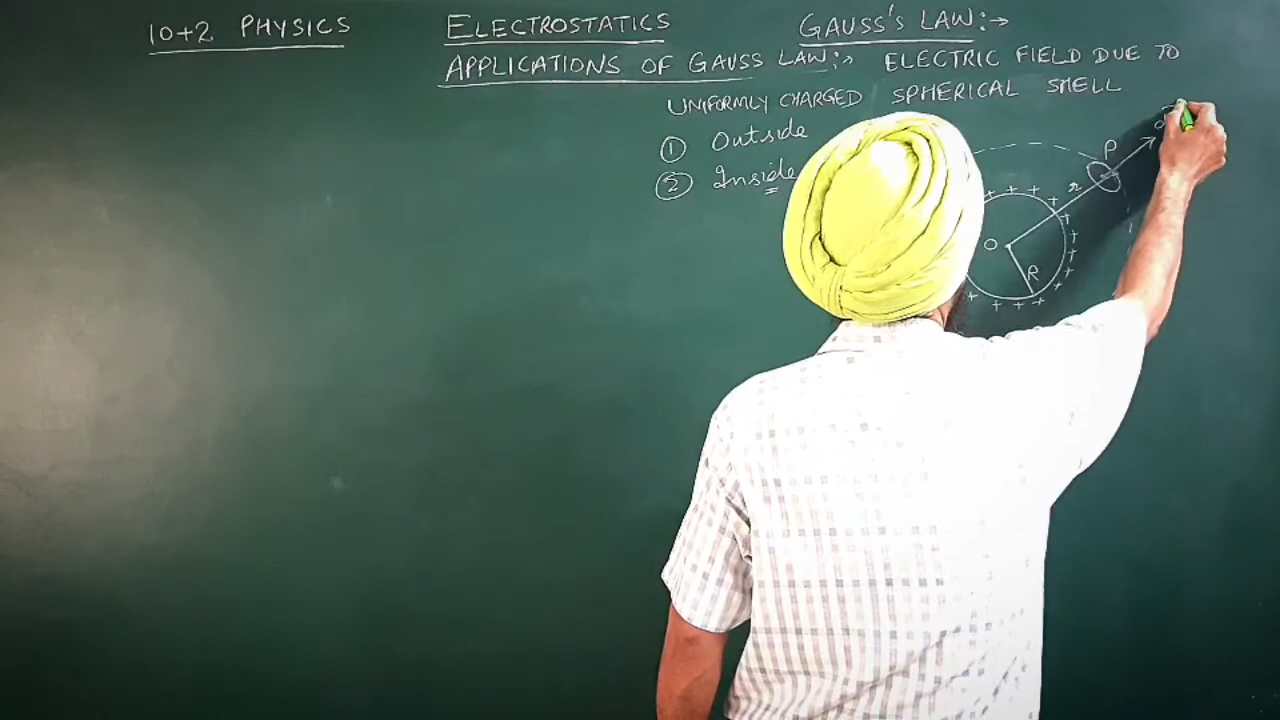 10+2 PHYSICS
ELECTROSTATICS
GAUSS'S LAW:→
APPLICATIONS OF GAUSS LAW:→ ELECTRIC FIELD DUE TO
UNIFORMLY CHARGED SPHERICAL SHELL
① Outside
② Inside
P
r
O
R